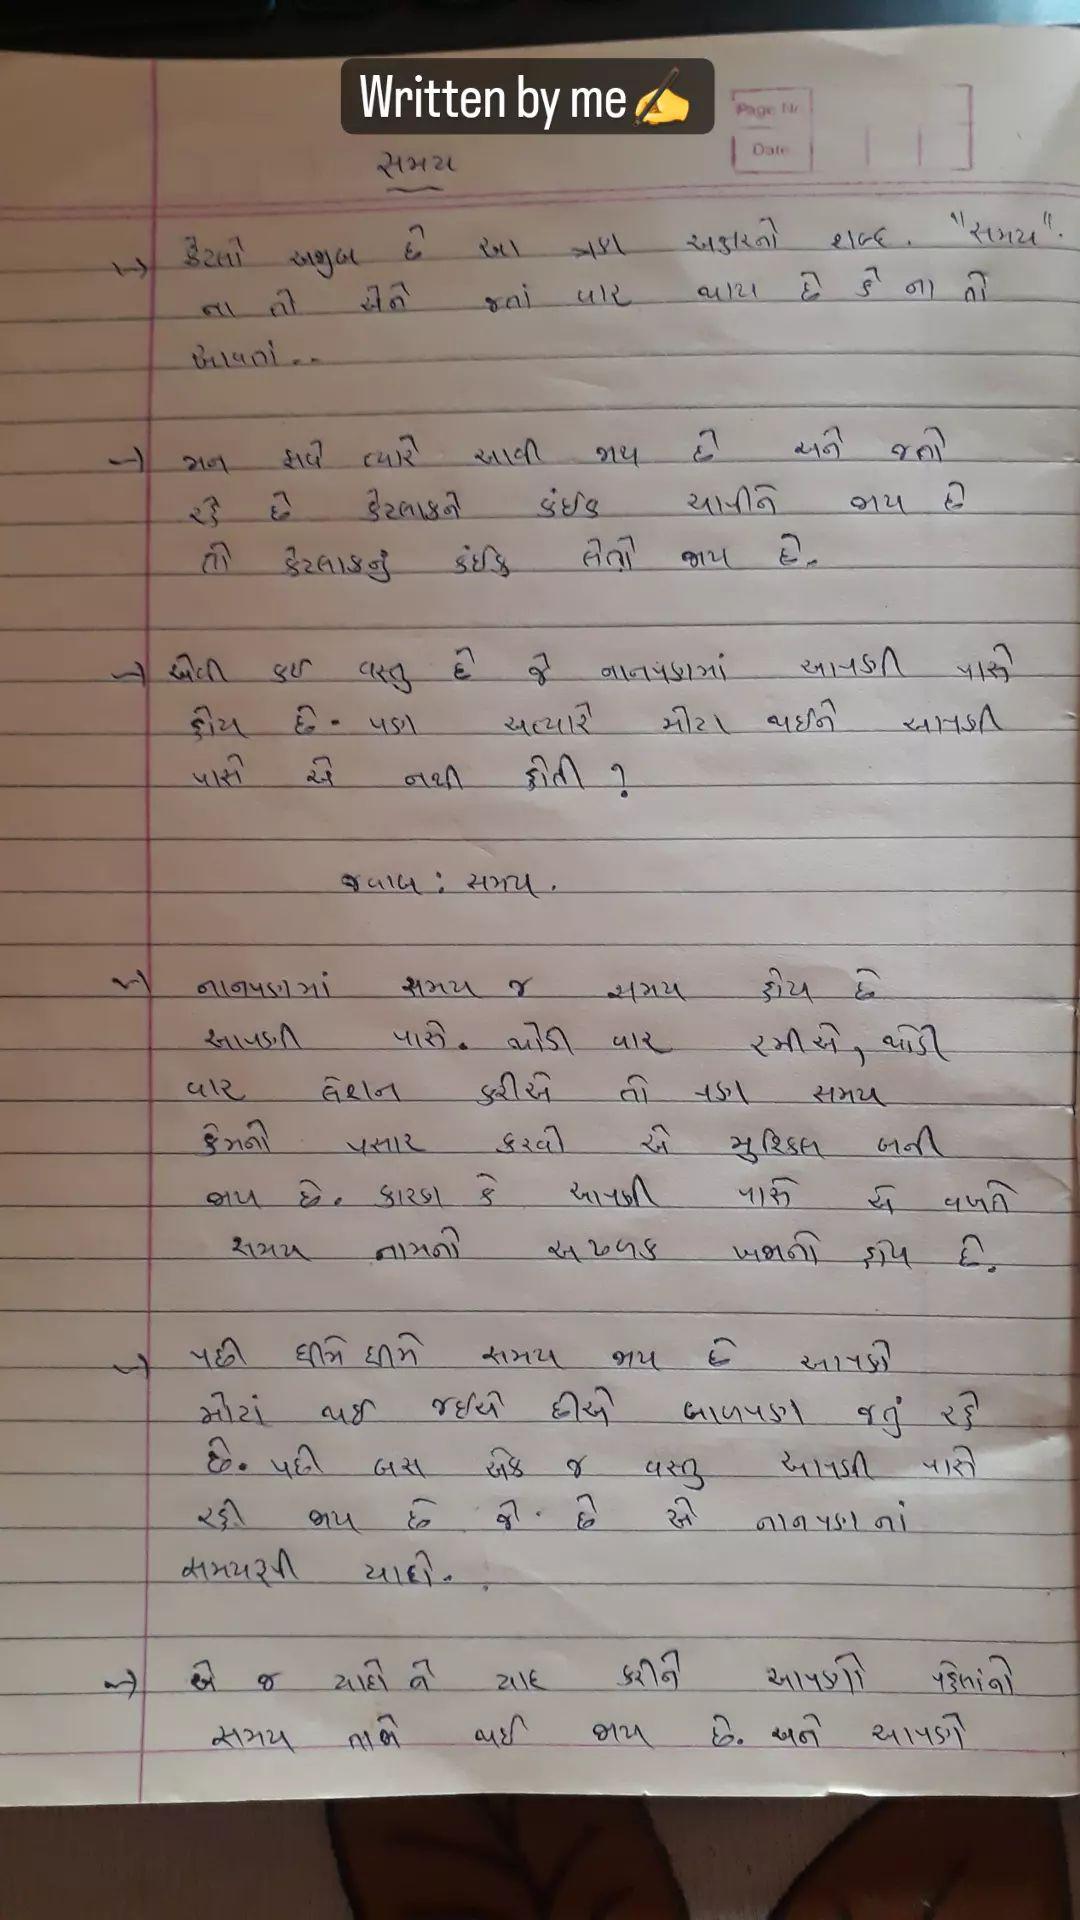 Written by me✍️
Page Nr.
Date
સમય
→ કેટલો અજીબ છે આ ત્રણ અક્ષરનો શબ્દ. "સમય".
ના તો એને જતાં વાર થાય છે કે ના તો
આવતાં..
→ મન ફાવે ત્યારે આવી જાય છે અને જતો
રહે છે કેટલાકને કંઈક આપીને જાય છે
તો કેટલાકનું કંઈક લેતો જાય છે.
→ એવી કઈ વસ્તુ છે જે નાનપણમાં આપણી પાસે
હોય છે. પણ અત્યારે મોટા થઈને આપણી
પાસે એ નથી હોતી ?
જવાબ : સમય.
→ નાનપણમાં સમય જ સમય હોય છે
આપણી પાસે. થોડી વાર રમીએ, થોડી
વાર લેશન કરીએ તો પણ સમય
કેમનો પસાર કરવો એ મુશ્કિલ બની
જાય છે. કારણ કે આપણી પાસે એ વખતે
સમય નામનો અઢળક ખજાનો હોય છે.
→ પછી ધીમે ધીમે સમય જાય છે આપણે
મોટાં થઈ જઈએ છીએ બાળપણ જતું રહે
છે. પછી બસ એક જ વસ્તુ આપણી પાસે
રહી જાય છે જે. છે એ નાનપણનાં
સમયરૂપી યાદો..
→ એ જ યાદો ને યાદ કરીને આપણો પહેલાંનો
સમય તાજો થઈ જાય છે. અને આપણે